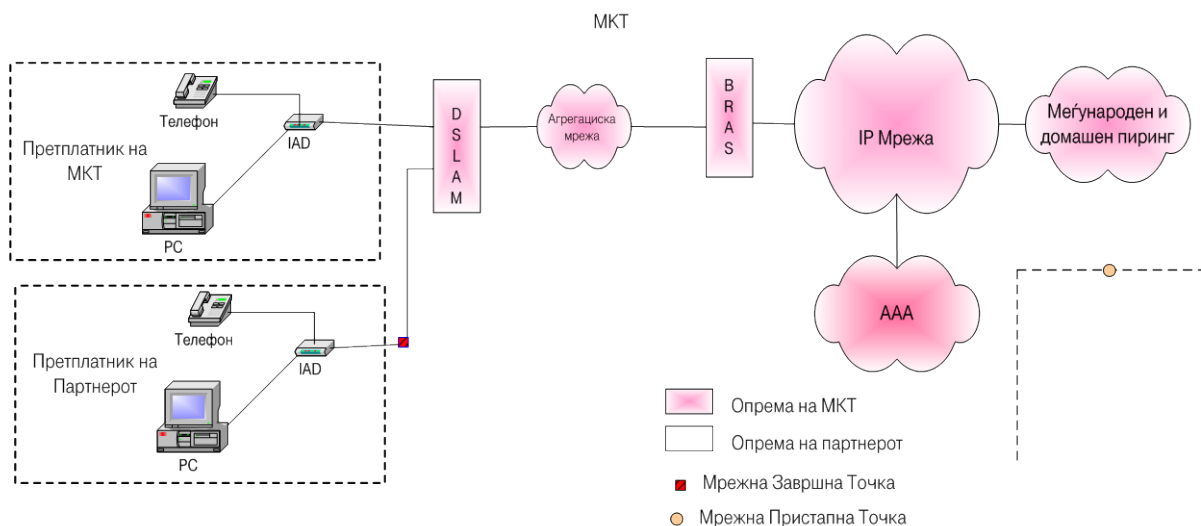 МКТ
Телефон
IAD
Претплатник на
МКТ
PC
D
S
L
A
M
Агрегациска
мрежа
B
R
A
S
IP Мрежа
Меѓународен и
домашен пиринг
AAA
Телефон
IAD
Претплатник на
Партнерот
PC
Опрема на МКТ
Опрема на партнерот
Мрежна Завршна Точка
Мрежна Пристапна Точка